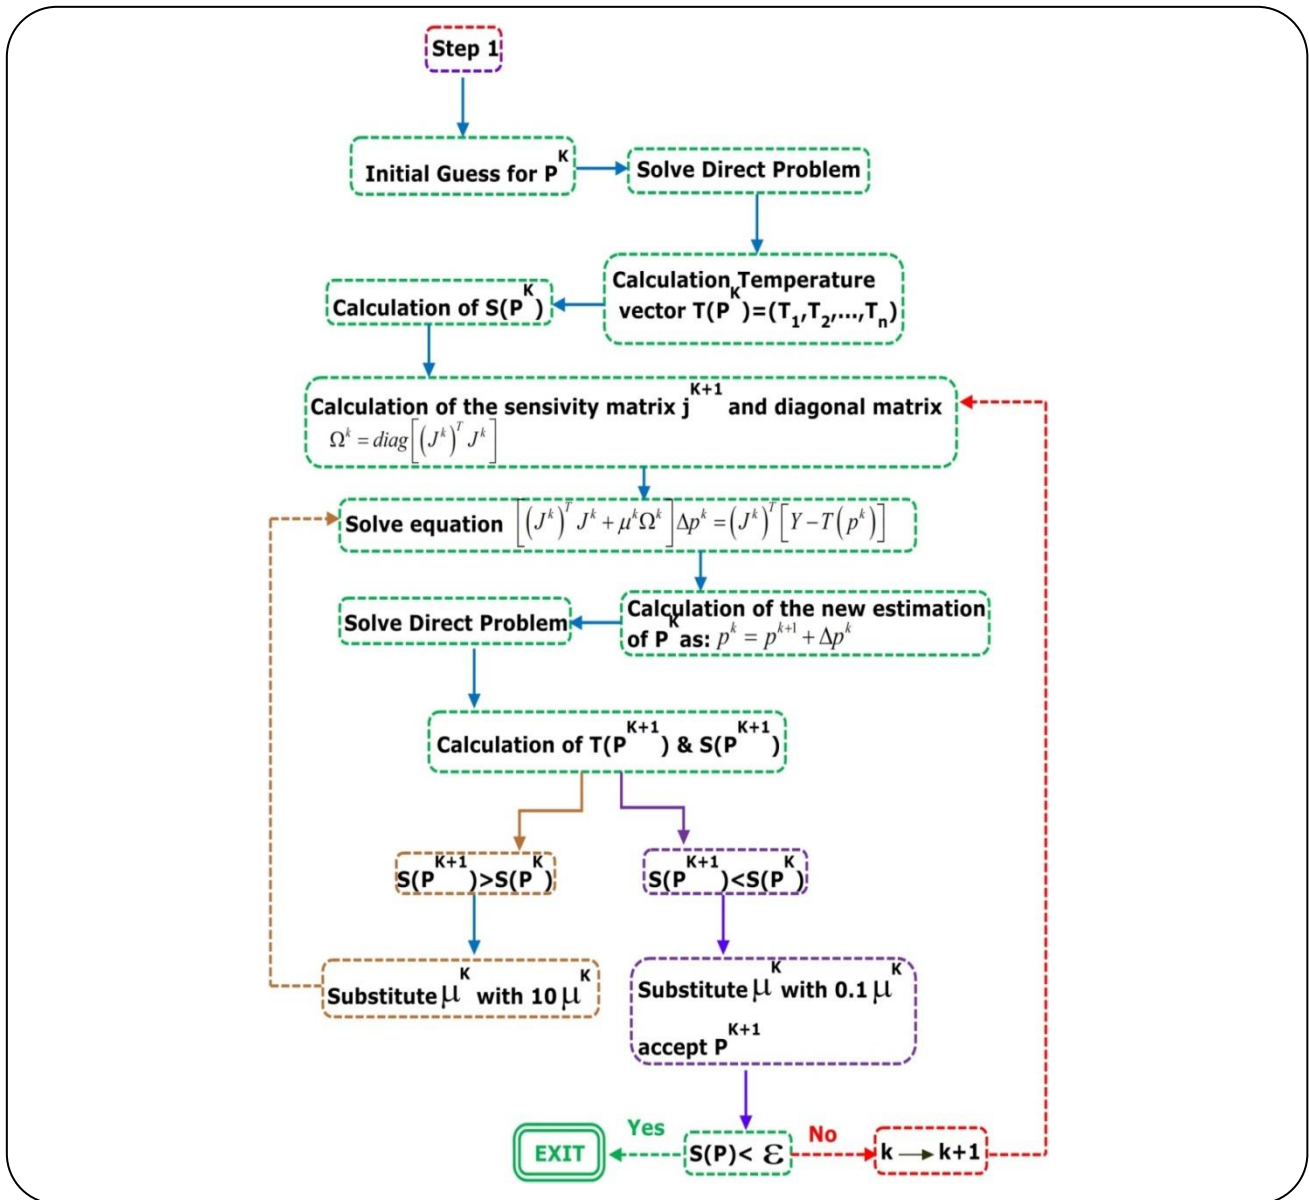 Step 1
Initial Guess for P^K
Solve Direct Problem
Calculation Temperature
vector T(P^K)=(T_1,T_2,...,T_n)
Calculation of S(P^K)
Calculation of the sensivity matrix j^{K+1} and diagonal matrix
Ω^k = diag[(J^k)^T J^k]
Solve equation [(J^k)^T J^k + μ^k Ω^k] Δp^k = (J^k)^T [Y − T(p^k)]
Calculation of the new estimation
of P^K as: p^k = p^{k+1} + Δp^k
Solve Direct Problem
Calculation of T(P^{K+1}) & S(P^{K+1})
S(P^{K+1})>S(P^K)
S(P^{K+1})<S(P^K)
Substitute μ^K with 10 μ^K
Substitute μ^K with 0.1 μ^K
accept P^{K+1}
EXIT
Yes
S(P)< ε
No
k → k+1